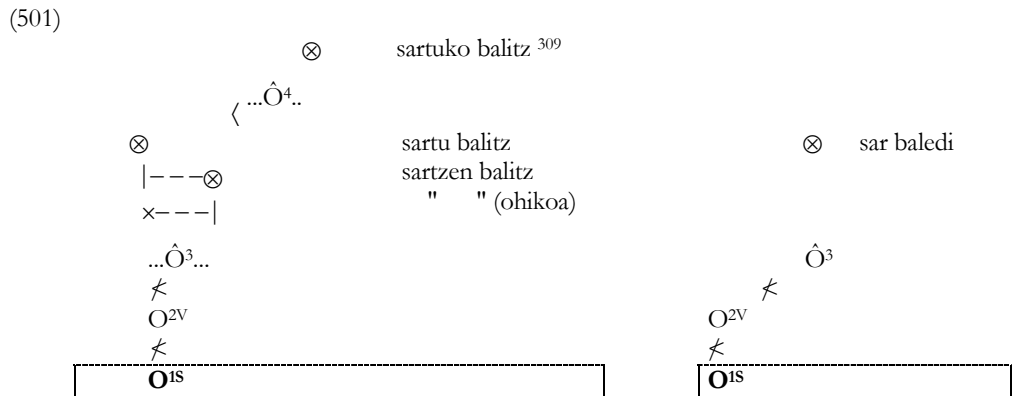 (501)
⊗ sartuko balitz ³⁰⁹
〈 ...Ô⁴..
⊗ sartu balitz ⊗ sar baledi
|−−−⊗ sartzen balitz
×−−−| " " (ohikoa)
...Ô³... Ô³
≮ ≮
O²ⱽ O²ⱽ
≮ ≮
O¹ˢ O¹ˢ